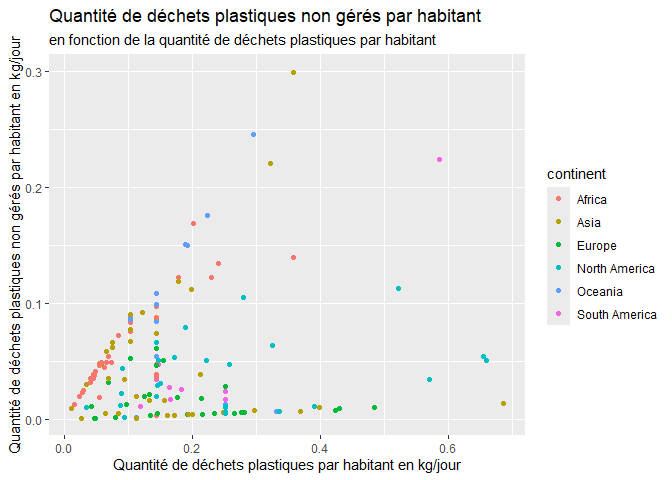 Quantité de déchets plastiques non gérés par habitant
en fonction de la quantité de déchets plastiques par habitant
Quantité de déchets plastiques non gérés par habitant en kg/jour
0.3
0.2
0.1
0.0
0.0
0.2
0.4
0.6
Quantité de déchets plastiques par habitant en kg/jour
continent
Africa
Asia
Europe
North America
Oceania
South America